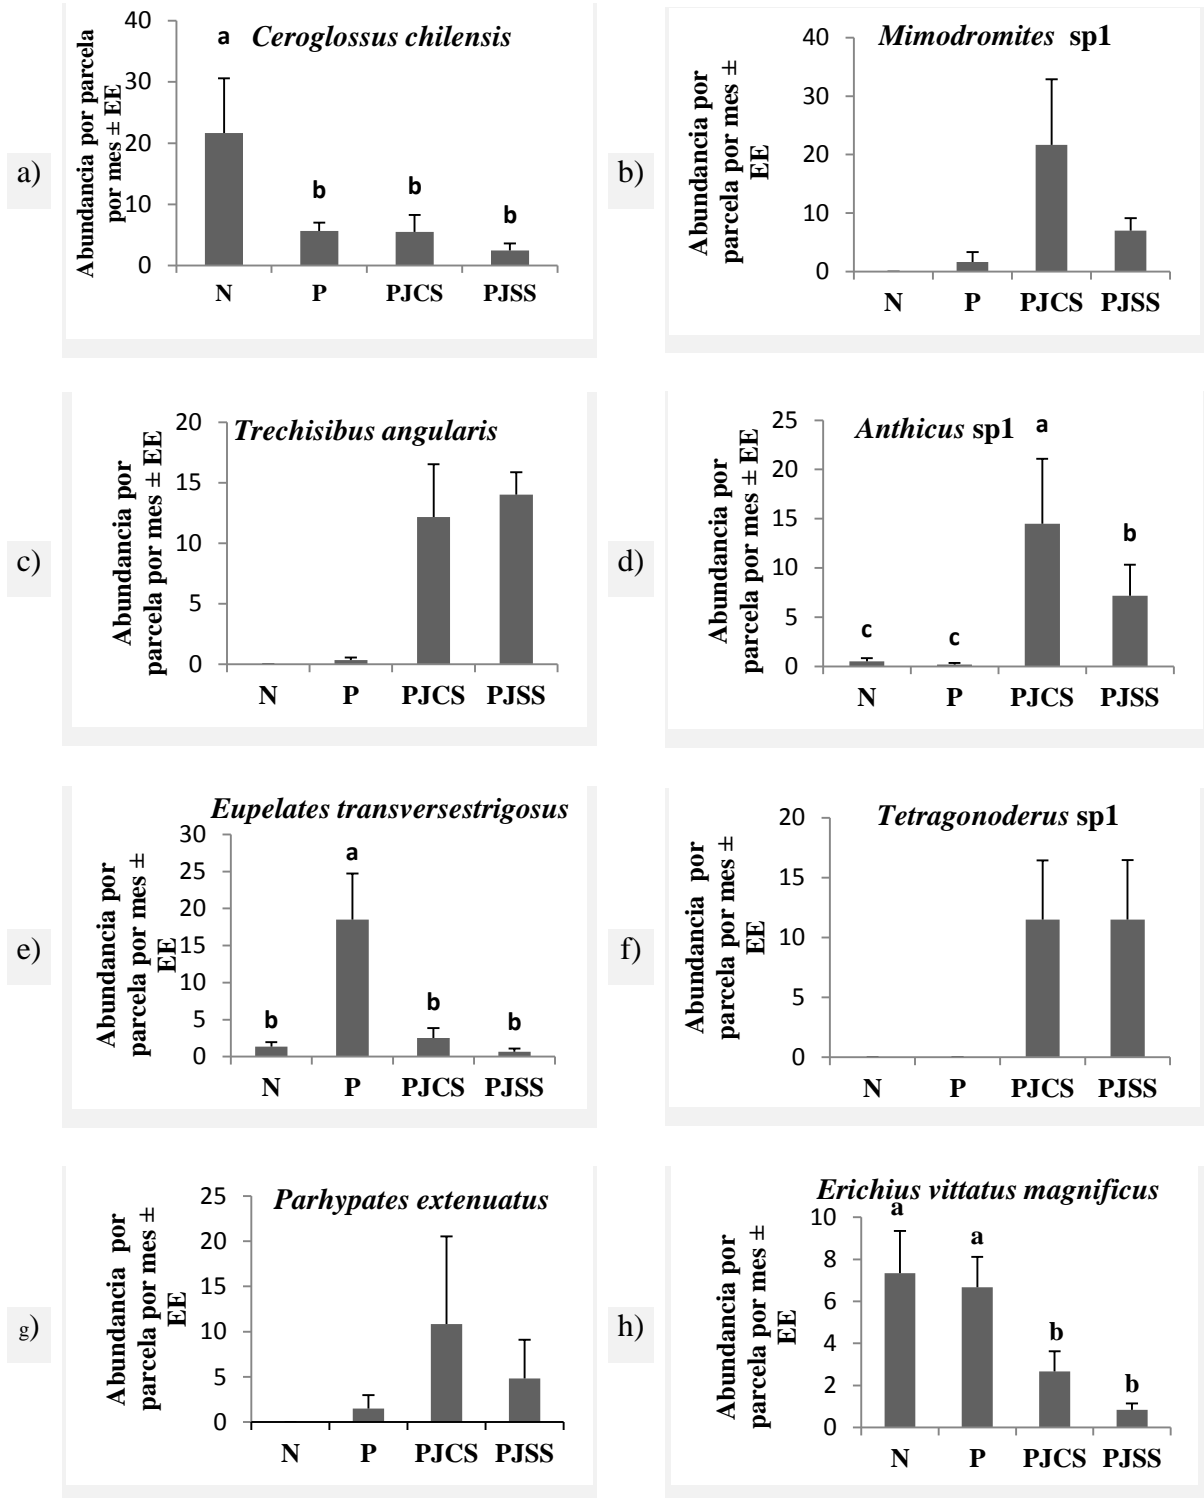 a)
Ceroglossus chilensis
Abundancia por parcela
por mes ± EE
40
30
20
10
0
a
b
b
b
N P PJCS PJSS
b)
Mimodromites sp1
Abundancia por
parcela por mes ±
EE
40
30
20
10
0
N P PJCS PJSS
c)
Trechisibus angularis
Abundancia por
parcela por mes ± EE
20
15
10
5
0
N P PJCS PJSS
d)
Anthicus sp1
Abundancia por
parcela por mes ± EE
25
20
15
10
5
0
c
c
a
b
N P PJCS PJSS
e)
Eupelates transversestrigosus
Abundancia por
parcela por mes ±
EE
30
25
20
15
10
5
0
b
a
b
b
N P PJCS PJSS
f)
Tetragonoderus sp1
Abundancia por
parcela por mes ±
EE
20
15
10
5
0
N P PJCS PJSS
g)
Parhypates extenuatus
Abundancia por
parcela por mes ±
EE
25
20
15
10
5
0
N P PJCS PJSS
h)
Erichius vittatus magnificus
Abundancia por
parcela por mes ±
EE
10
8
6
4
2
0
a
a
b
b
N P PJCS PJSS